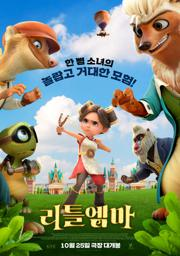 한 뼘 소녀의
놀랍고 거대한 모험!
리틀 엠마
10월 25일 극장 대개봉